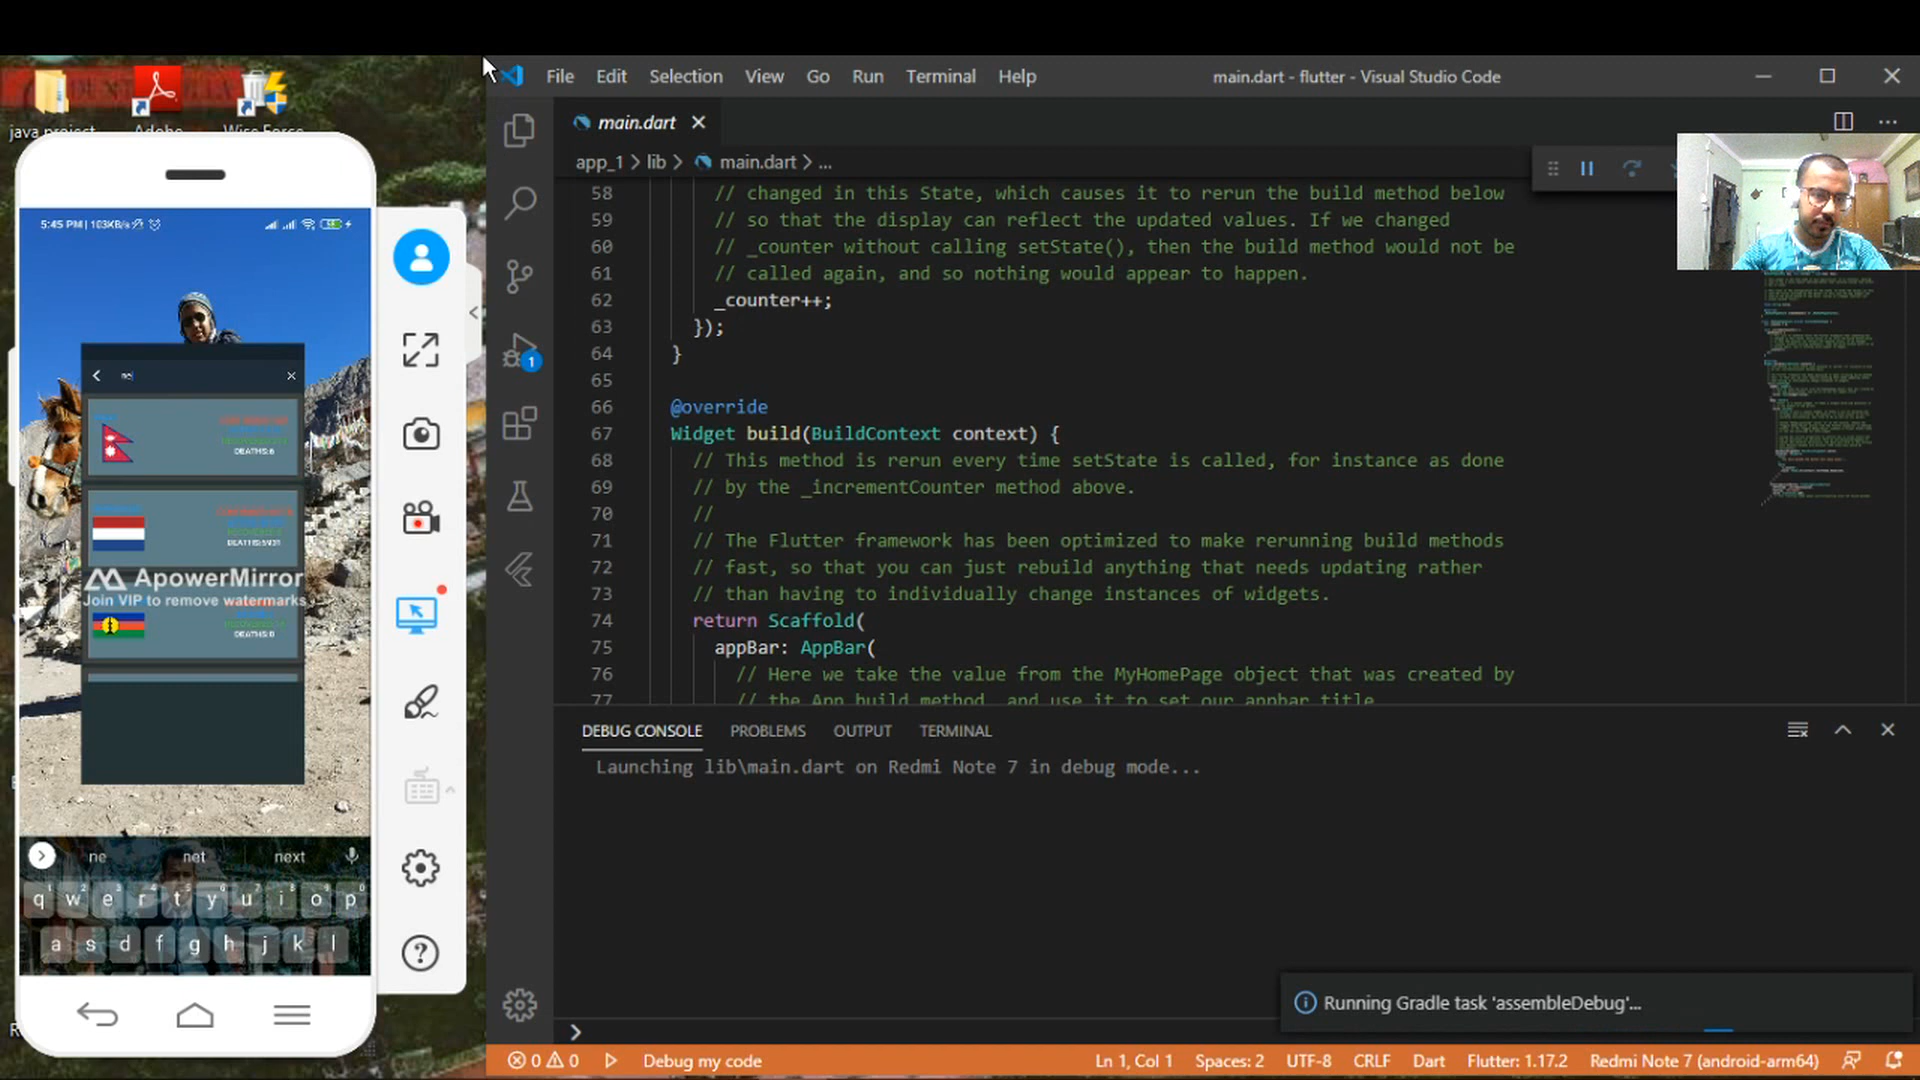 File Edit Selection View Go Run Terminal Help
main.dart - flutter - Visual Studio Code
java project
Adobe
Wise Force
main.dart
app_1 > lib > main.dart > ...
58 // changed in this State, which causes it to rerun the build method below
59 // so that the display can reflect the updated values. If we changed
60 // _counter without calling setState(), then the build method would not be
61 // called again, and so nothing would appear to happen.
62 _counter++;
63 });
64 }
65
66 @override
67 Widget build(BuildContext context) {
68 // This method is rerun every time setState is called, for instance as done
69 // by the _incrementCounter method above.
70 //
71 // The Flutter framework has been optimized to make rerunning build methods
72 // fast, so that you can just rebuild anything that needs updating rather
73 // than having to individually change instances of widgets.
74 return Scaffold(
75 appBar: AppBar(
76 // Here we take the value from the MyHomePage object that was created by
77 // the App build method, and use it to set our appbar title
1
DEBUG CONSOLE PROBLEMS OUTPUT TERMINAL
Launching lib\main.dart on Redmi Note 7 in debug mode...
Running Gradle task 'assembleDebug'...
0 0 Debug my code
Ln 1, Col 1 Spaces: 2 UTF-8 CRLF Dart Flutter: 1.17.2 Redmi Note 7 (android-arm64)
5:45 PM | 103KB/s
ne
DEATHS:6
ApowerMirror
Join VIP to remove watermarks
DEATHS:0
ne net next
q w e r t y u i o p
a s d f g h j k l